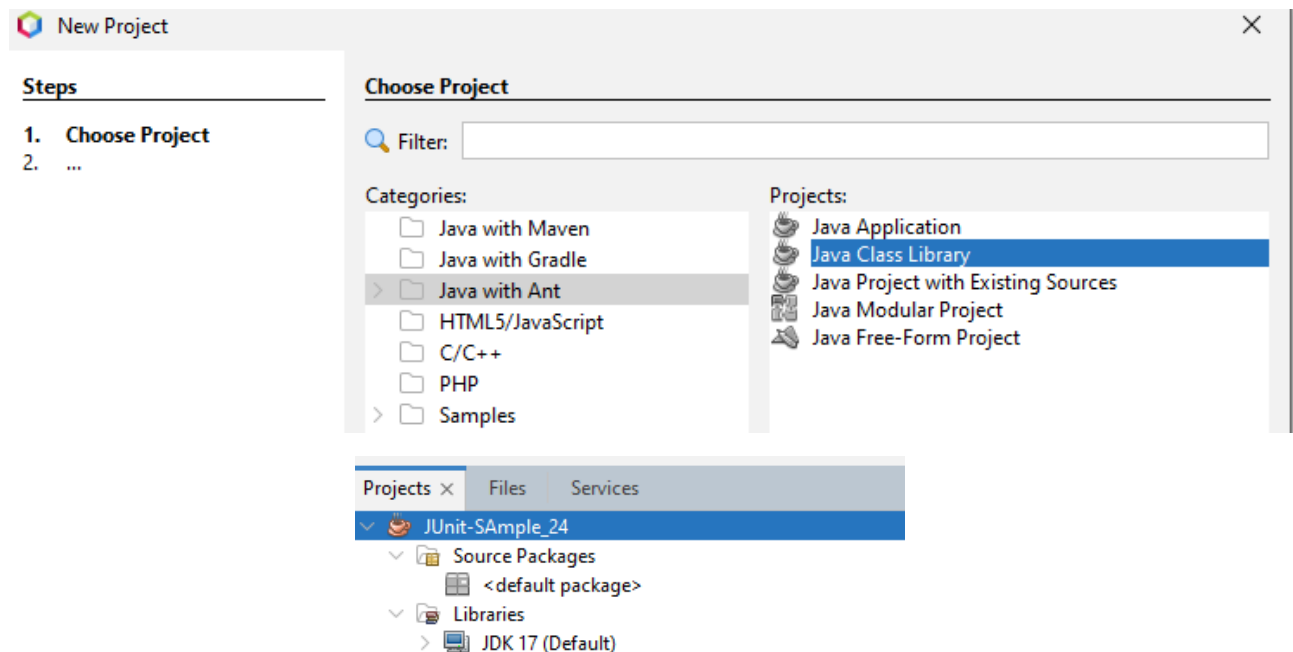 New Project
Steps
1. Choose Project
2. ...
Choose Project
Filter:
Categories:
Java with Maven
Java with Gradle
Java with Ant
HTML5/JavaScript
C/C++
PHP
Samples
Projects:
Java Application
Java Class Library
Java Project with Existing Sources
Java Modular Project
Java Free-Form Project
Projects Files Services
JUnit-SAmple_24
Source Packages
<default package>
Libraries
JDK 17 (Default)